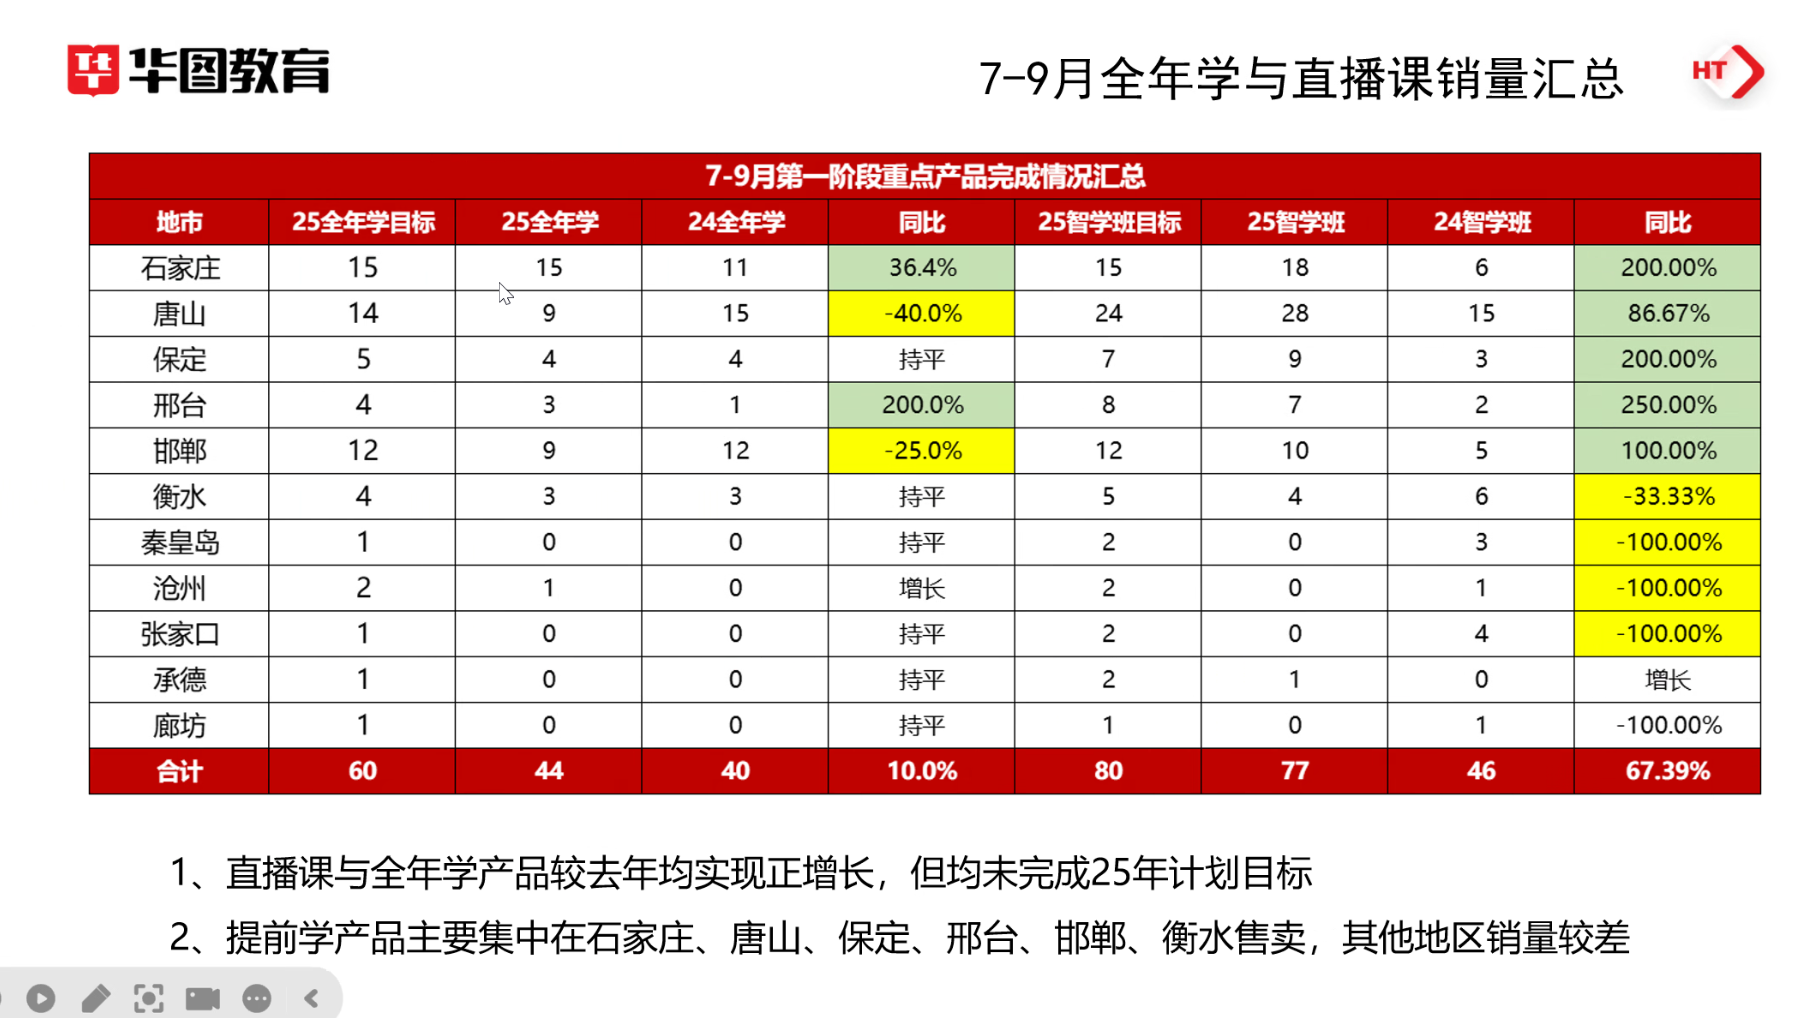 华图教育
7-9月全年学与直播课销量汇总
HT
7-9月第一阶段重点产品完成情况汇总
地市 25全年学目标 25全年学 24全年学 同比 25智学班目标 25智学班 24智学班 同比
石家庄 15 15 11 36.4% 15 18 6 200.00%
唐山 14 9 15 -40.0% 24 28 15 86.67%
保定 5 4 4 持平 7 9 3 200.00%
邢台 4 3 1 200.0% 8 7 2 250.00%
邯郸 12 9 12 -25.0% 12 10 5 100.00%
衡水 4 3 3 持平 5 4 6 -33.33%
秦皇岛 1 0 0 持平 2 0 3 -100.00%
沧州 2 1 0 增长 2 0 1 -100.00%
张家口 1 0 0 持平 2 0 4 -100.00%
承德 1 0 0 持平 2 1 0 增长
廊坊 1 0 0 持平 1 0 1 -100.00%
合计 60 44 40 10.0% 80 77 46 67.39%
1、直播课与全年学产品较去年均实现正增长，但均未完成25年计划目标
2、提前学产品主要集中在石家庄、唐山、保定、邢台、邯郸、衡水售卖，其他地区销量较差